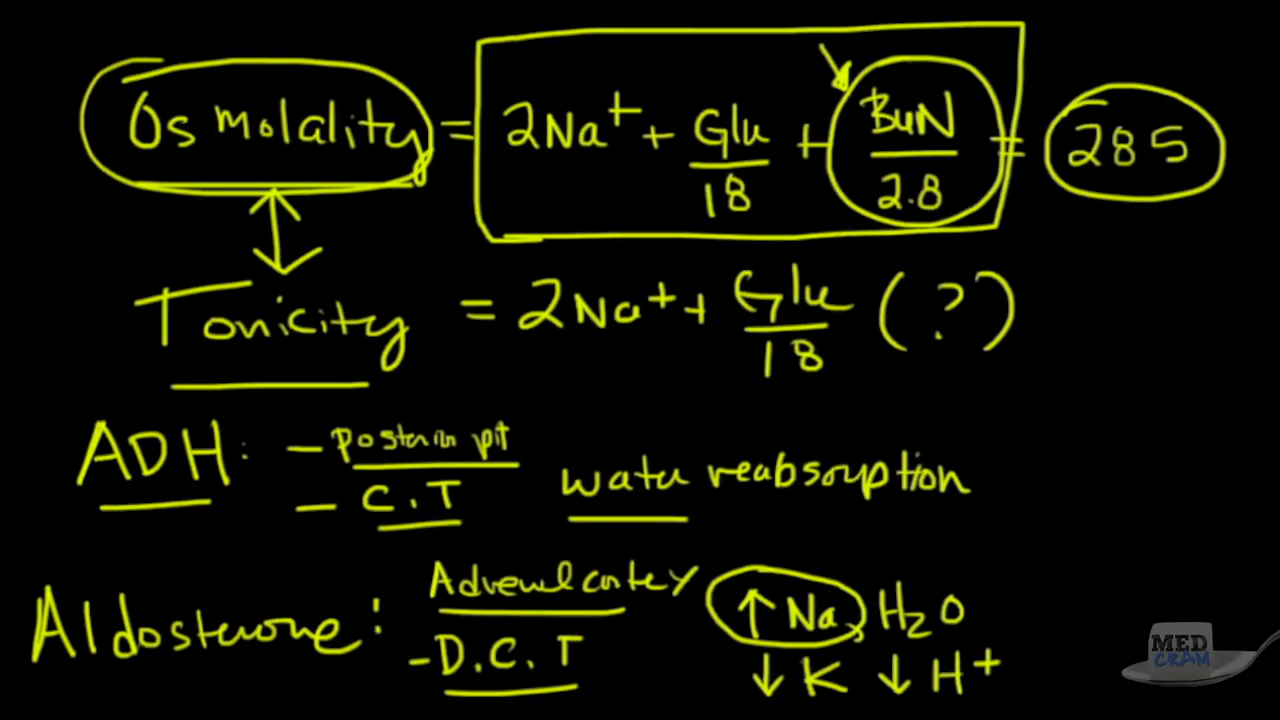 Osmolality = 2Na+ + Glu/18 + BUN/2.8 = 285
Tonicity = 2Na+ + Glu/18 (?)
ADH: - Posterior pit
- C.T water reabsorption
Aldosterone: Adrenal cortex ↑Na, H2O
- D.C.T ↓K ↓H+
MED
CRAM